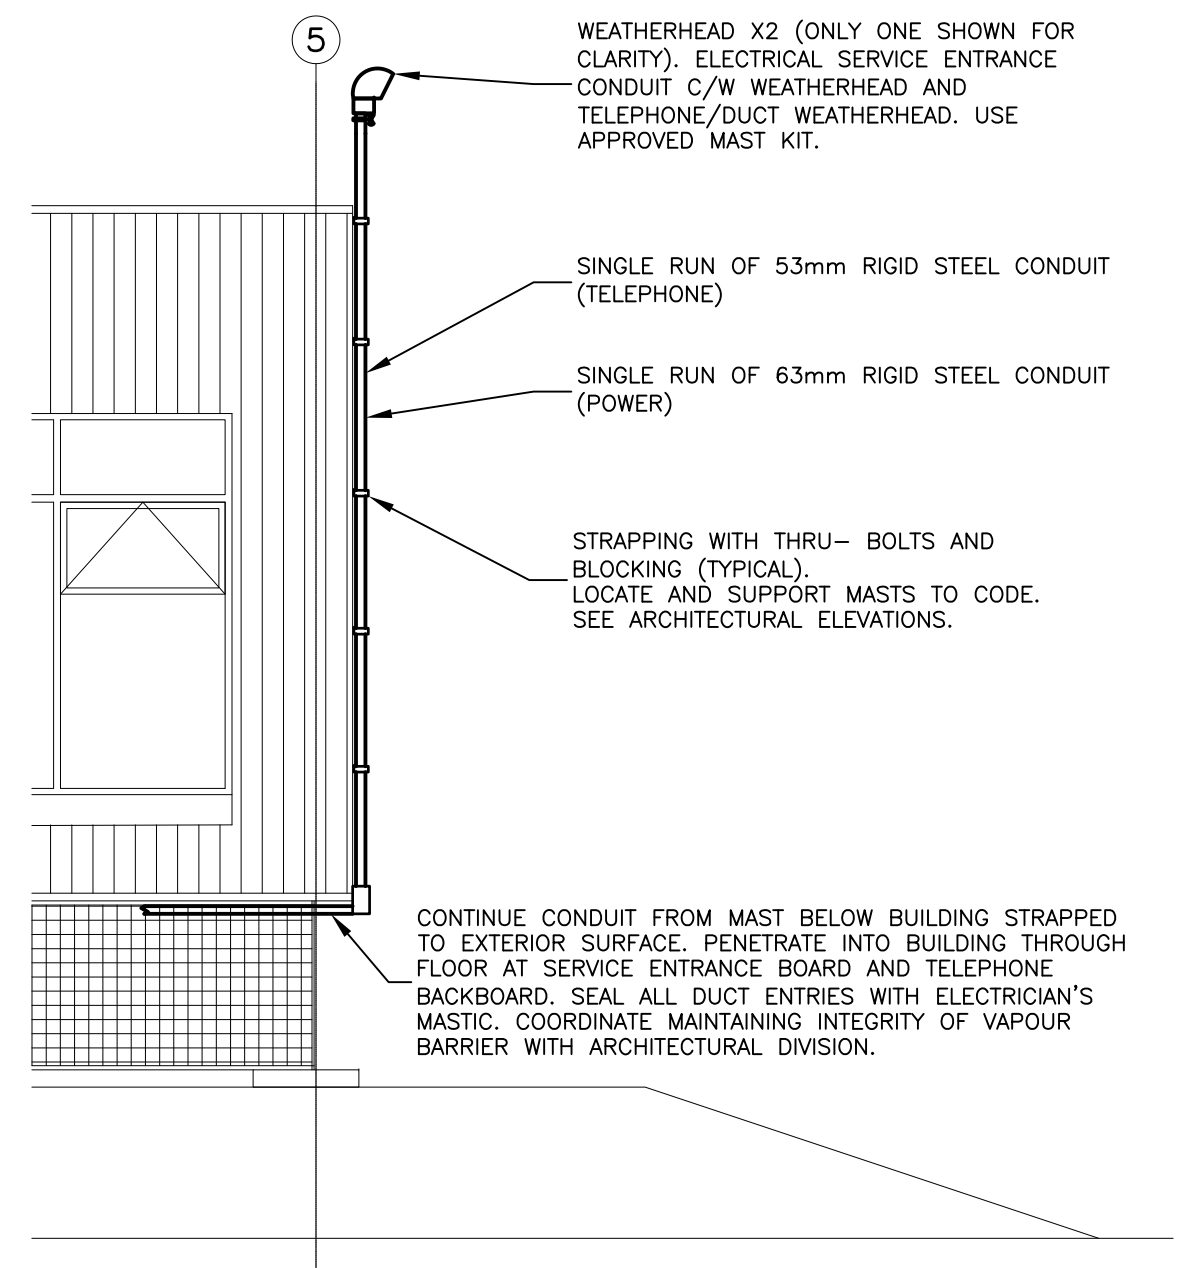 5
WEATHERHEAD X2 (ONLY ONE SHOWN FOR
CLARITY). ELECTRICAL SERVICE ENTRANCE
CONDUIT C/W WEATHERHEAD AND
TELEPHONE/DUCT WEATHERHEAD. USE
APPROVED MAST KIT.
SINGLE RUN OF 53mm RIGID STEEL CONDUIT
(TELEPHONE)
SINGLE RUN OF 63mm RIGID STEEL CONDUIT
(POWER)
STRAPPING WITH THRU- BOLTS AND
BLOCKING (TYPICAL).
LOCATE AND SUPPORT MASTS TO CODE.
SEE ARCHITECTURAL ELEVATIONS.
CONTINUE CONDUIT FROM MAST BELOW BUILDING STRAPPED
TO EXTERIOR SURFACE. PENETRATE INTO BUILDING THROUGH
FLOOR AT SERVICE ENTRANCE BOARD AND TELEPHONE
BACKBOARD. SEAL ALL DUCT ENTRIES WITH ELECTRICIAN'S
MASTIC. COORDINATE MAINTAINING INTEGRITY OF VAPOUR
BARRIER WITH ARCHITECTURAL DIVISION.